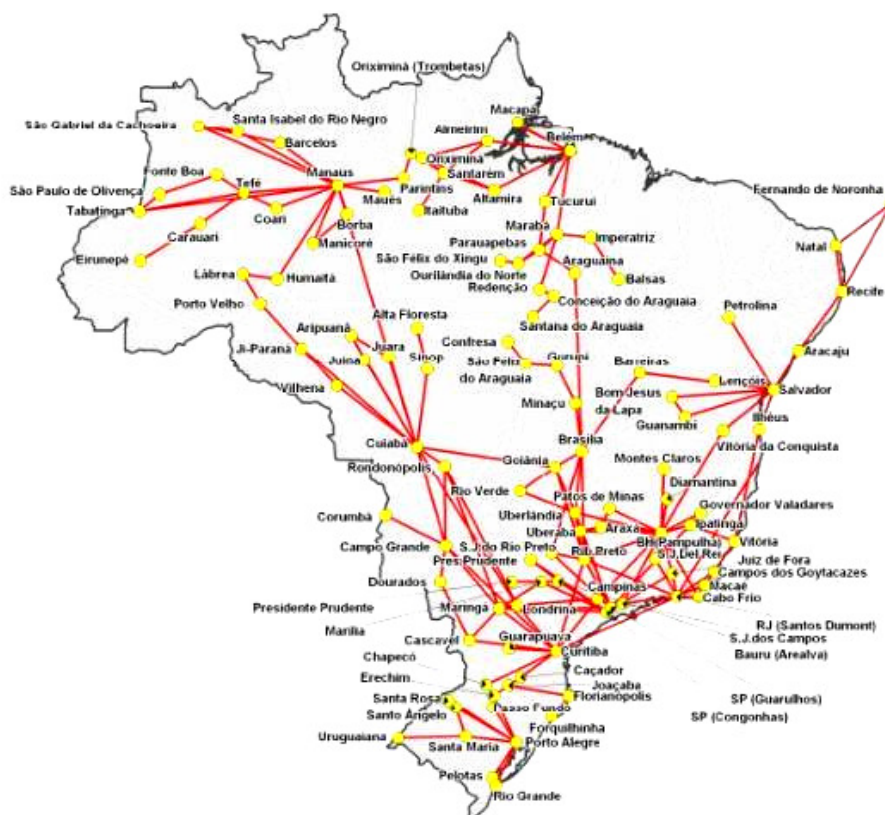 Oriximiná (Trombetas)
Macapá
São Gabriel da Cachoeira
Santa Isabel do Rio Negro
Almeirim
Belém
Barcelos
Oriximiná
Fonte Boa
Manaus
Santarém
São Paulo de Olivença
Tefé
Parintins
Fernando de Noronha
Tabatinga
Maués
Altamira
Coari
Itaituba
Tucuruí
Borba
Marabá
Carauari
Manicoré
Parauapebas
Imperatriz
Natal
Eirunepé
São Félix do Xingu
Araguaina
Lábrea
Humaitá
Ourilândia do Norte
Balsas
Redenção
Recife
Porto Velho
Conceição do Araguaia
Alta Floresta
Petrolina
Santana do Araguaia
Aripuanã
Confresa
Ji-Paraná
Juara
Aracaju
Juína
Sinop
São Félix
do Araguaia
Gurupi
Barreiras
Lençóis
Vilhena
Bom Jesus
da Lapa
Salvador
Minaçu
Guanambi
Ilhéus
Cuiabá
Brasília
Vitória da Conquista
Rondonópolis
Goiânia
Montes Claros
Rio Verde
Diamantina
Patos de Minas
Corumbá
Uberlândia
Governador Valadares
Uberaba
Araxa
Ipatinga
Campo Grande
S.J.do Rio Preto
BH(Pampulha)
Vitória
Pres.Prudente
Rib.Preto
S.J.Del Rei
Juiz de Fora
Dourados
Campinas
Campos dos Goytacazes
Macaé
Presidente Prudente
Maringá
Londrina
Cabo Frio
Marília
RJ (Santos Dumont)
Cascavel
Guarapuava
S.J.dos Campos
Curitiba
Bauru (Arealva)
Chapecó
Caçador
Erechim
Joaçaba
Santa Rosa
Florianópolis
SP (Guarulhos)
Santo Ângelo
Passo Fundo
SP (Congonhas)
Forquilhinha
Uruguaiana
Santa Maria
Porto Alegre
Pelotas
Rio Grande